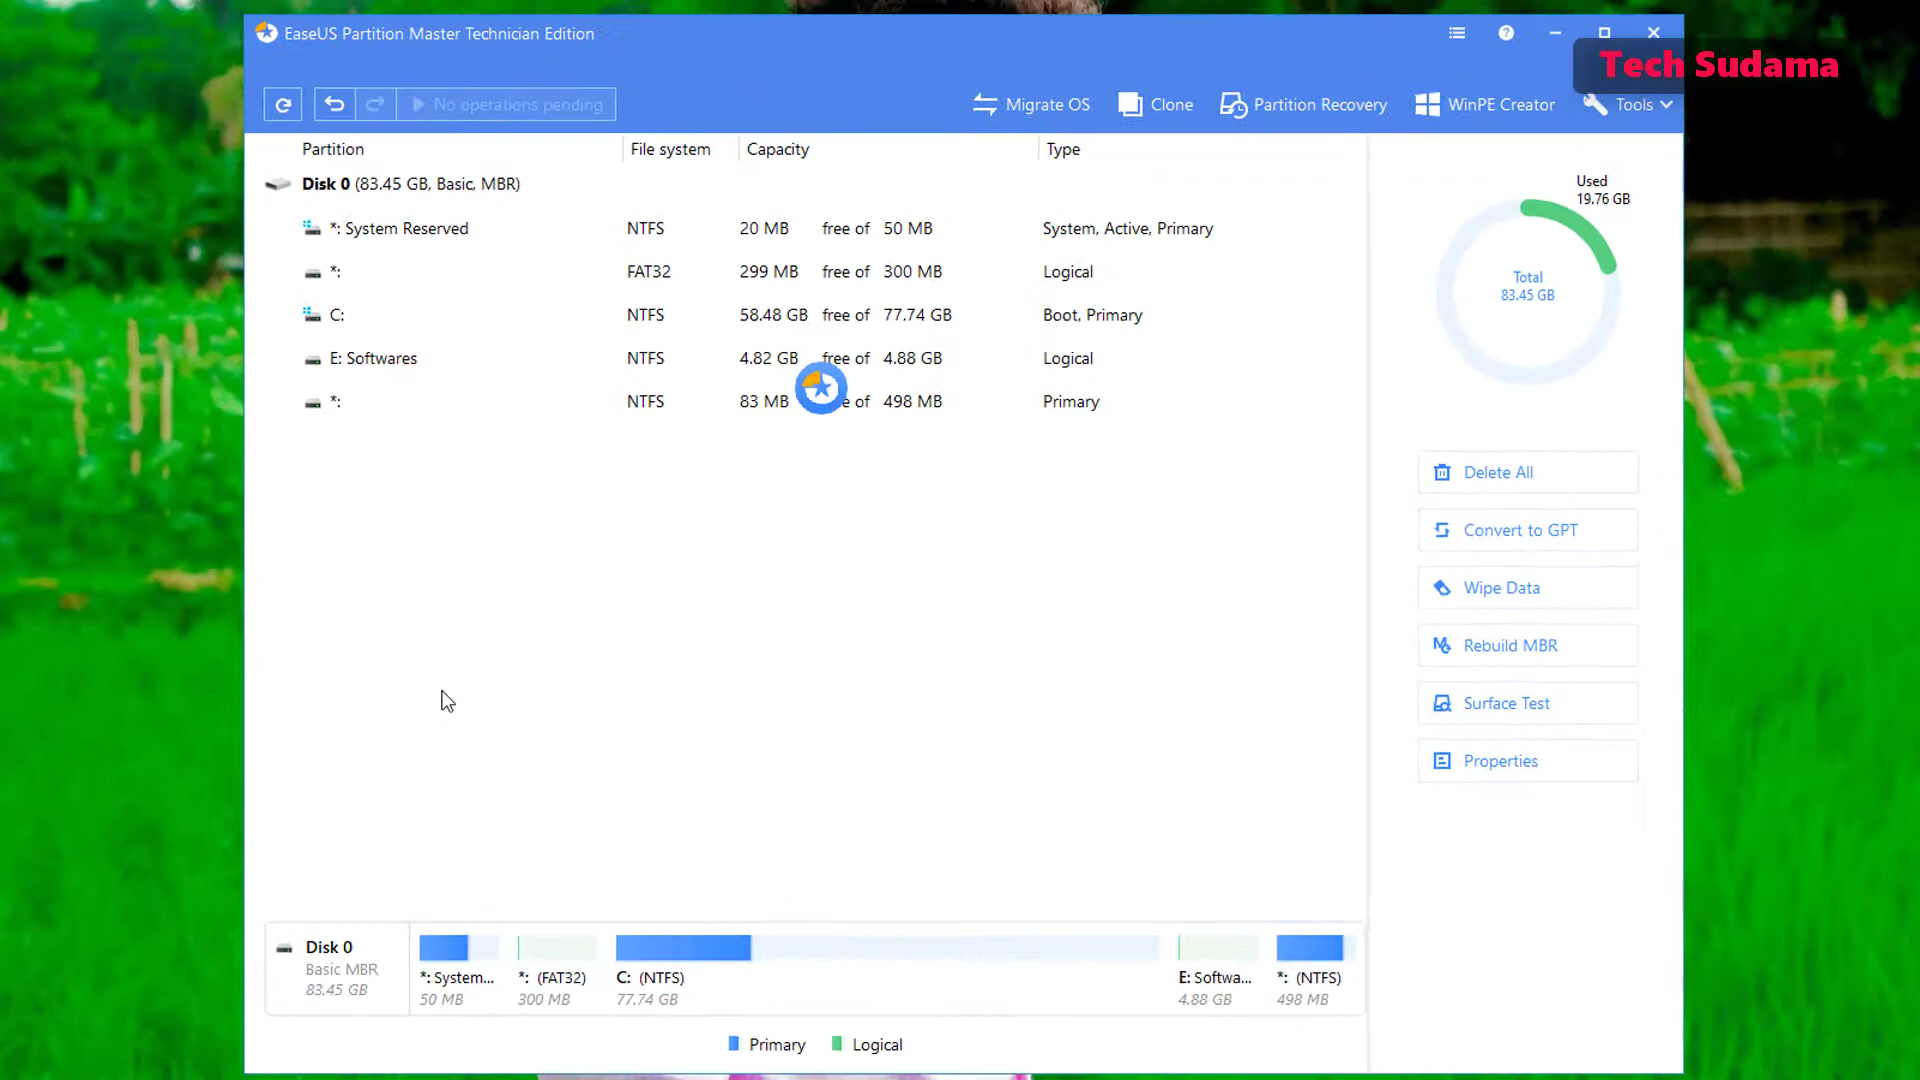 EaseUS Partition Master Technician Edition
Tech Sudama
No operations pending
Migrate OS
Clone
Partition Recovery
WinPE Creator
Tools
Partition File system Capacity Type
Disk 0 (83.45 GB, Basic, MBR)
*: System Reserved NTFS 20 MB free of 50 MB System, Active, Primary
*: FAT32 299 MB free of 300 MB Logical
C: NTFS 58.48 GB free of 77.74 GB Boot, Primary
E: Softwares NTFS 4.82 GB free of 4.88 GB Logical
*: NTFS 83 MB e of 498 MB Primary
Used
19.76 GB
Total
83.45 GB
Delete All
Convert to GPT
Wipe Data
Rebuild MBR
Surface Test
Properties
Disk 0
Basic MBR
83.45 GB
*: System...
50 MB
*: (FAT32)
300 MB
C: (NTFS)
77.74 GB
E: Softwa...
4.88 GB
*: (NTFS)
498 MB
Primary
Logical